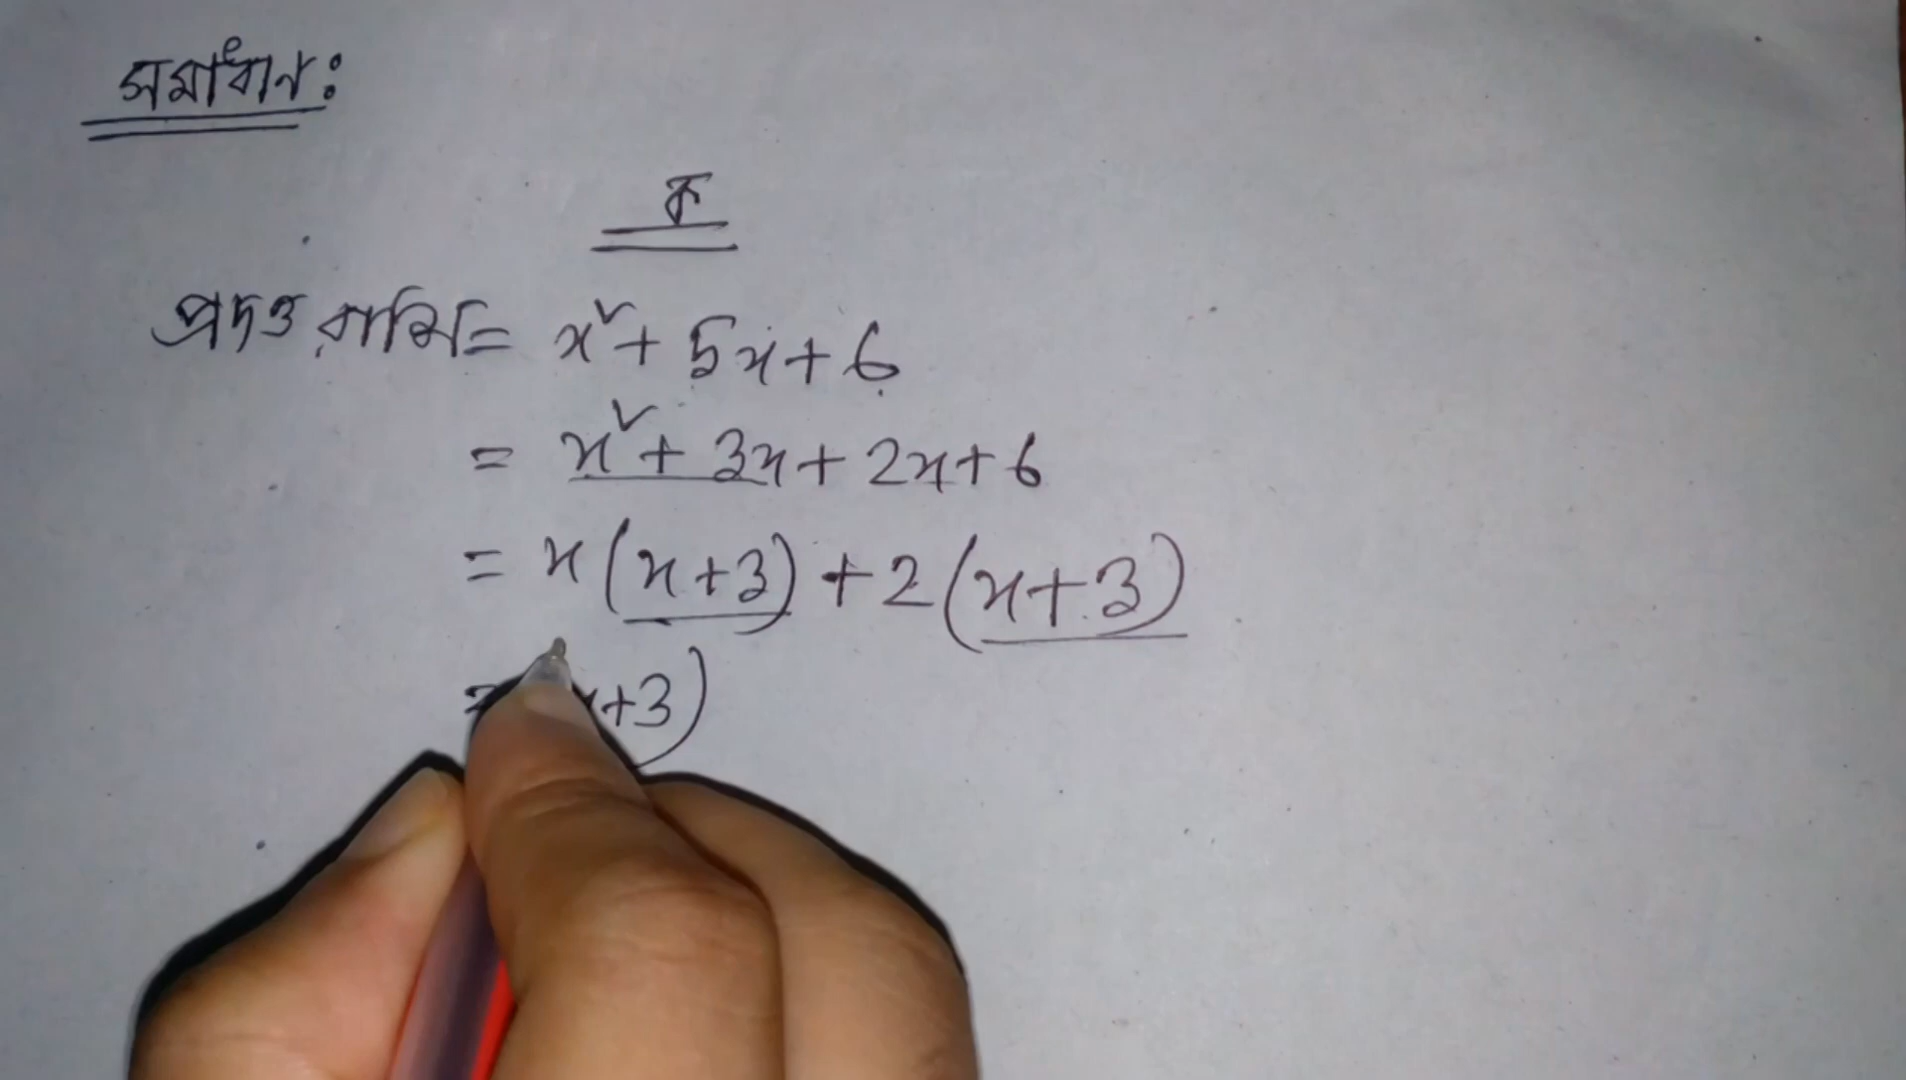 সমাধান:
ক
প্রদত্ত রাশি = x² + 5x + 6
= x² + 3x + 2x + 6
= x (x+3) + 2 (x+3)
= x+3)